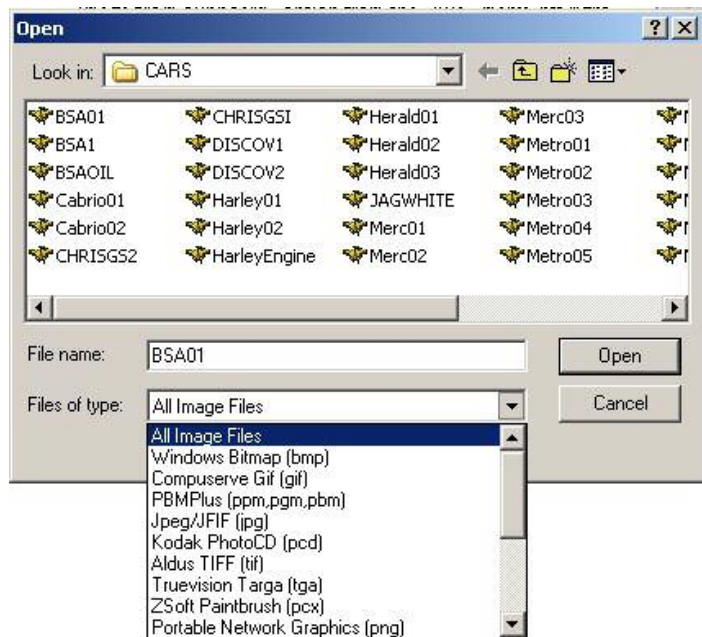 Open
Look in: CARS
BSA01 CHRISGSI Herald01 Merc03
BSA1 DISCOV1 Herald02 Metro01
BSAOIL DISCOV2 Herald03 Metro02
Cabrio01 Harley01 JAGWHITE Metro03
Cabrio02 Harley02 Merc01 Metro04
CHRISGS2 HarleyEngine Merc02 Metro05
File name: BSA01 Open
Files of type: All Image Files Cancel
All Image Files
Windows Bitmap (bmp)
Compuserve Gif (gif)
PBMPlus (ppm,pgm,pbm)
Jpeg/JFIF (jpg)
Kodak PhotoCD (pcd)
Aldus TIFF (tif)
Truevision Targa (tga)
ZSoft Paintbrush (pcx)
Portable Network Graphics (png)